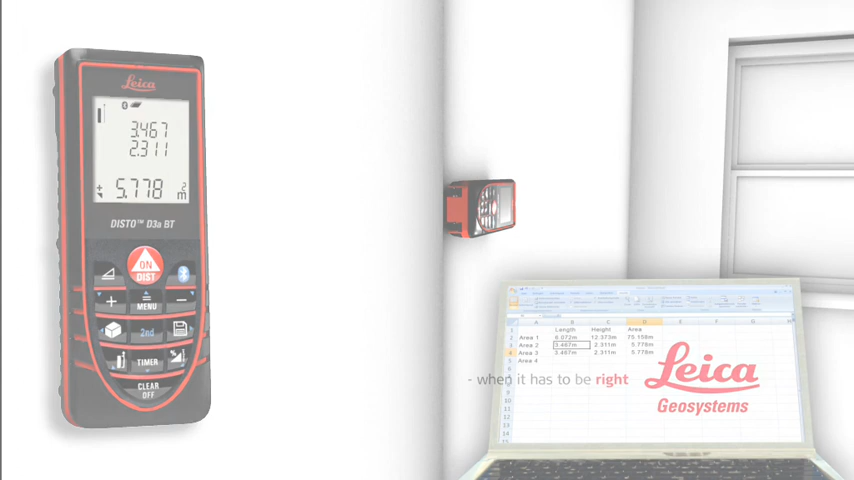 Leica
3.467
2.311
5.778 m²
DISTO™ D3a BT
ON
DIST
+ MENU −
2nd
TIMER
CLEAR
OFF
A B C D E F
Length Height Area
Area 1 6.072m 12.373m 75.158m
Area 2 3.467m 2.311m 5.778m
Area 3 3.467m 2.311m 5.778m
Area 4
- when it has to be right
Leica
Geosystems